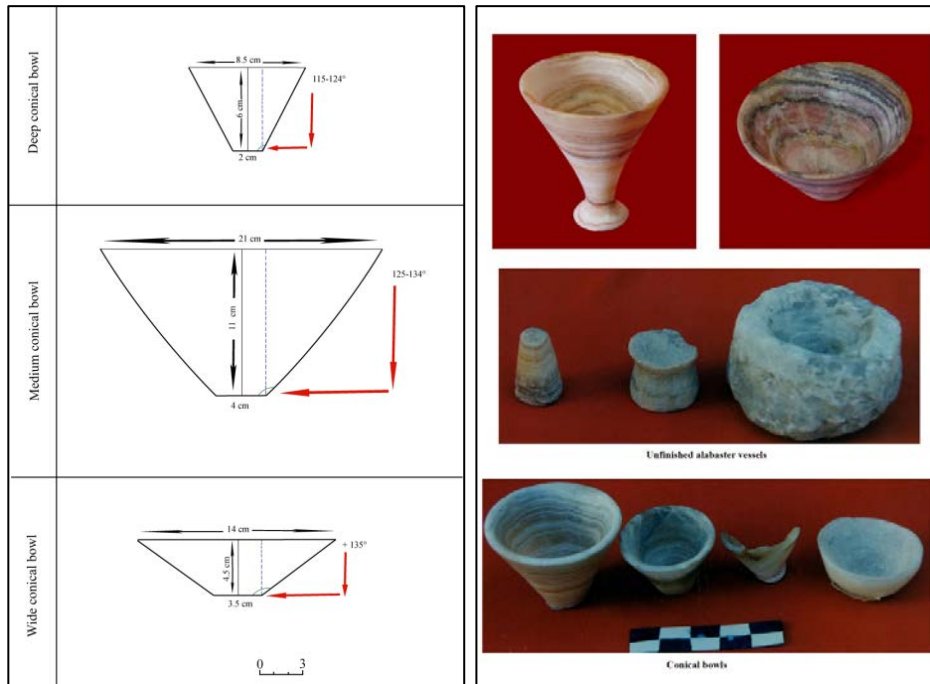 Deep conical bowl
8.5 cm
6 cm
2 cm
115-124°
Medium conical bowl
21 cm
11 cm
4 cm
125-134°
Wide conical bowl
14 cm
4.5 cm
3.5 cm
+ 135°
0 3
Unfinished alabaster vessels
Conical bowls